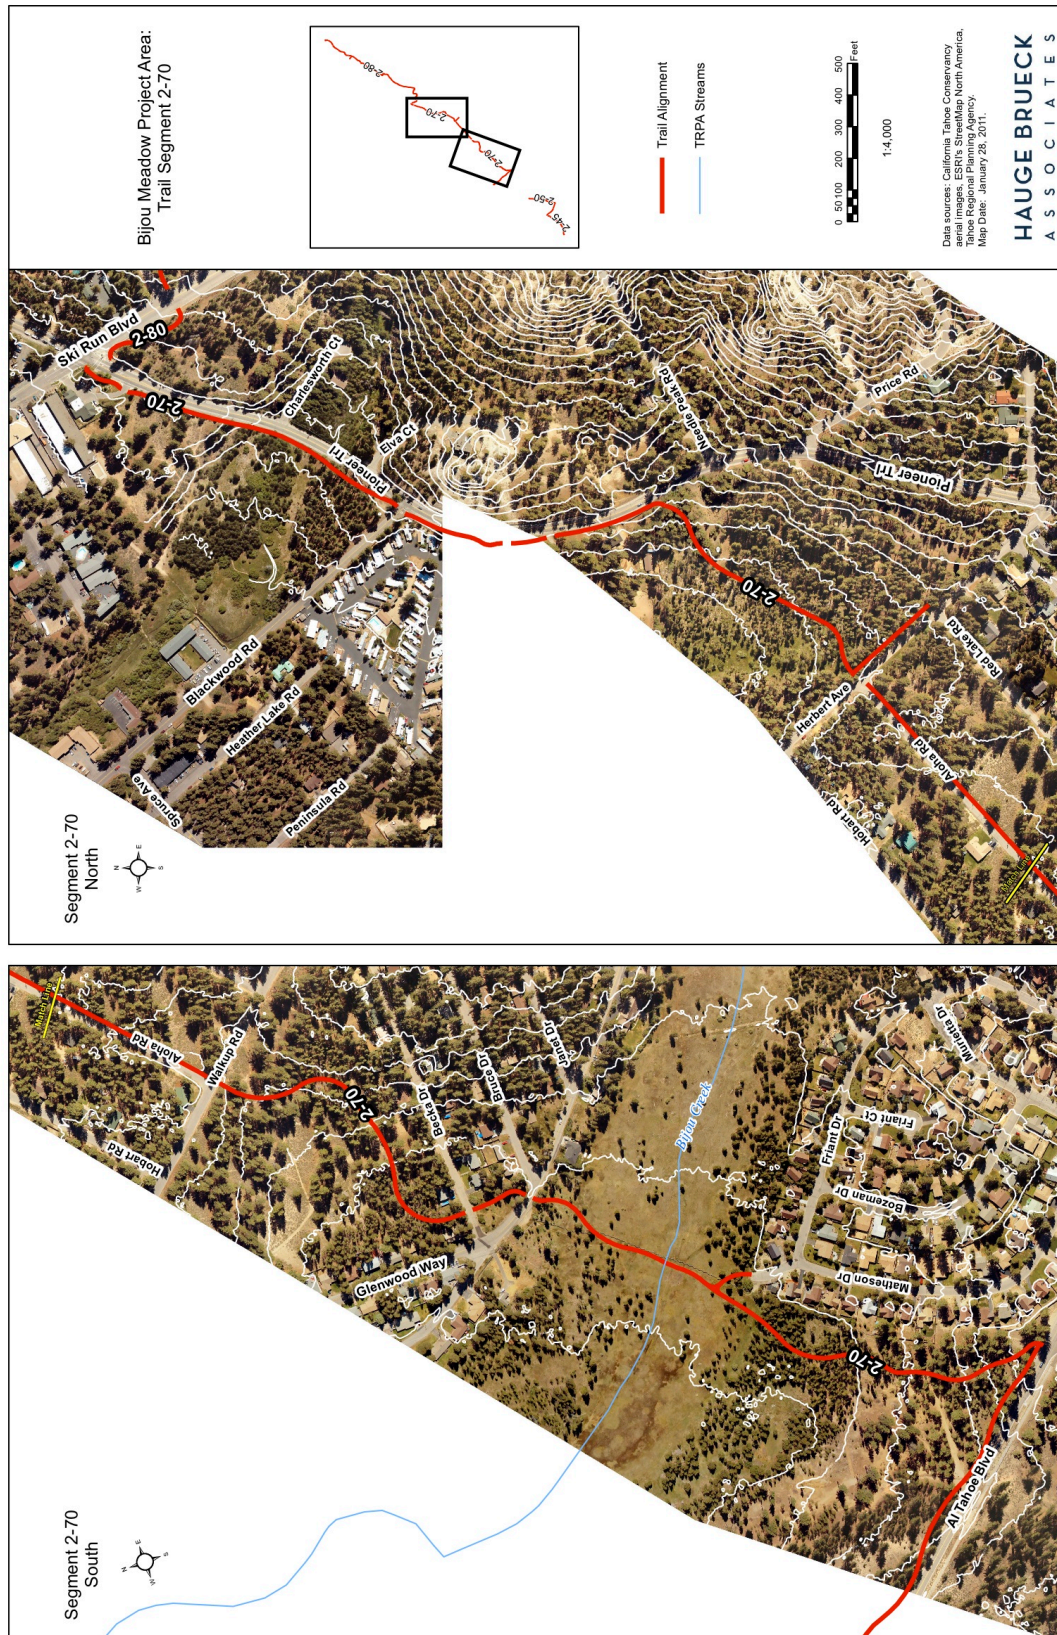 Bijou Meadow Project Area:
Trail Segment 2-70
2-80
2-70
2-70
2-50
2-45
Trail Alignment
TRPA Streams
0 50 100 200 300 400 500
Feet
1:4,000
Data sources: California Tahoe Conservancy
aerial images, ESRI's StreetMap North America,
Tahoe Regional Planning Agency.
Map Date: January 28, 2011.
HAUGE BRUECK
ASSOCIATES
Segment 2-70
North
N
E
S
W
Ski Run Blvd
2-80
2-70
Charlesworth Ct
Elva Ct
Pioneer Trl
Blackwood Rd
Heather Lake Rd
Spruce Ave
Peninsula Rd
Needle Peak Rd
Price Rd
Pioneer Trl
2-70
Herbert Ave
Red Lake Rd
Aloha Rd
Hobart Rd
Match Line
Segment 2-70
South
N
E
S
W
Match Line
Aloha Rd
Walkup Rd
Hobart Rd
2-70
Becka Dr
Bruce Dr
Janet Dr
Glenwood Way
Bijou Creek
Friant Dr
Friant Ct
Murietta Dr
Bozeman Dr
Matheson Dr
2-70
Al Tahoe Blvd